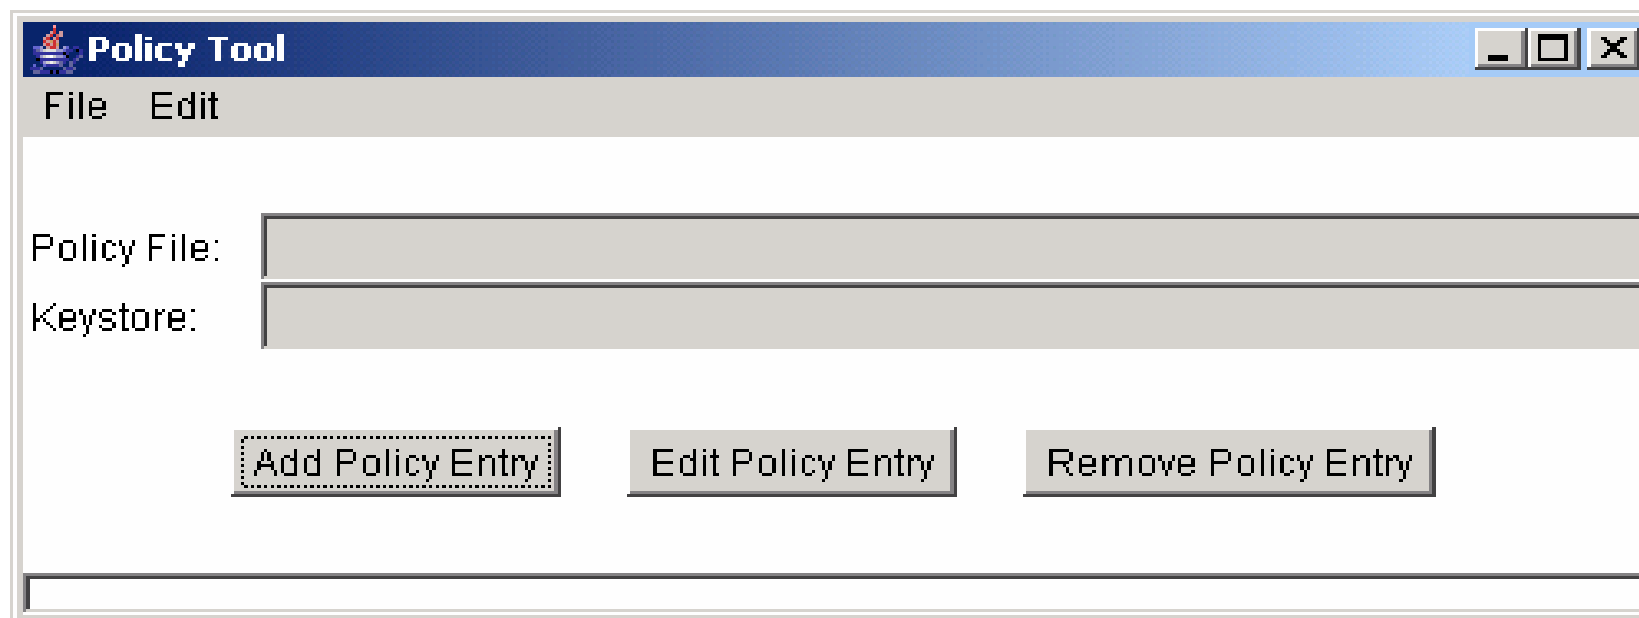 Policy Tool
File Edit
Policy File:
Keystore:
Add Policy Entry Edit Policy Entry Remove Policy Entry